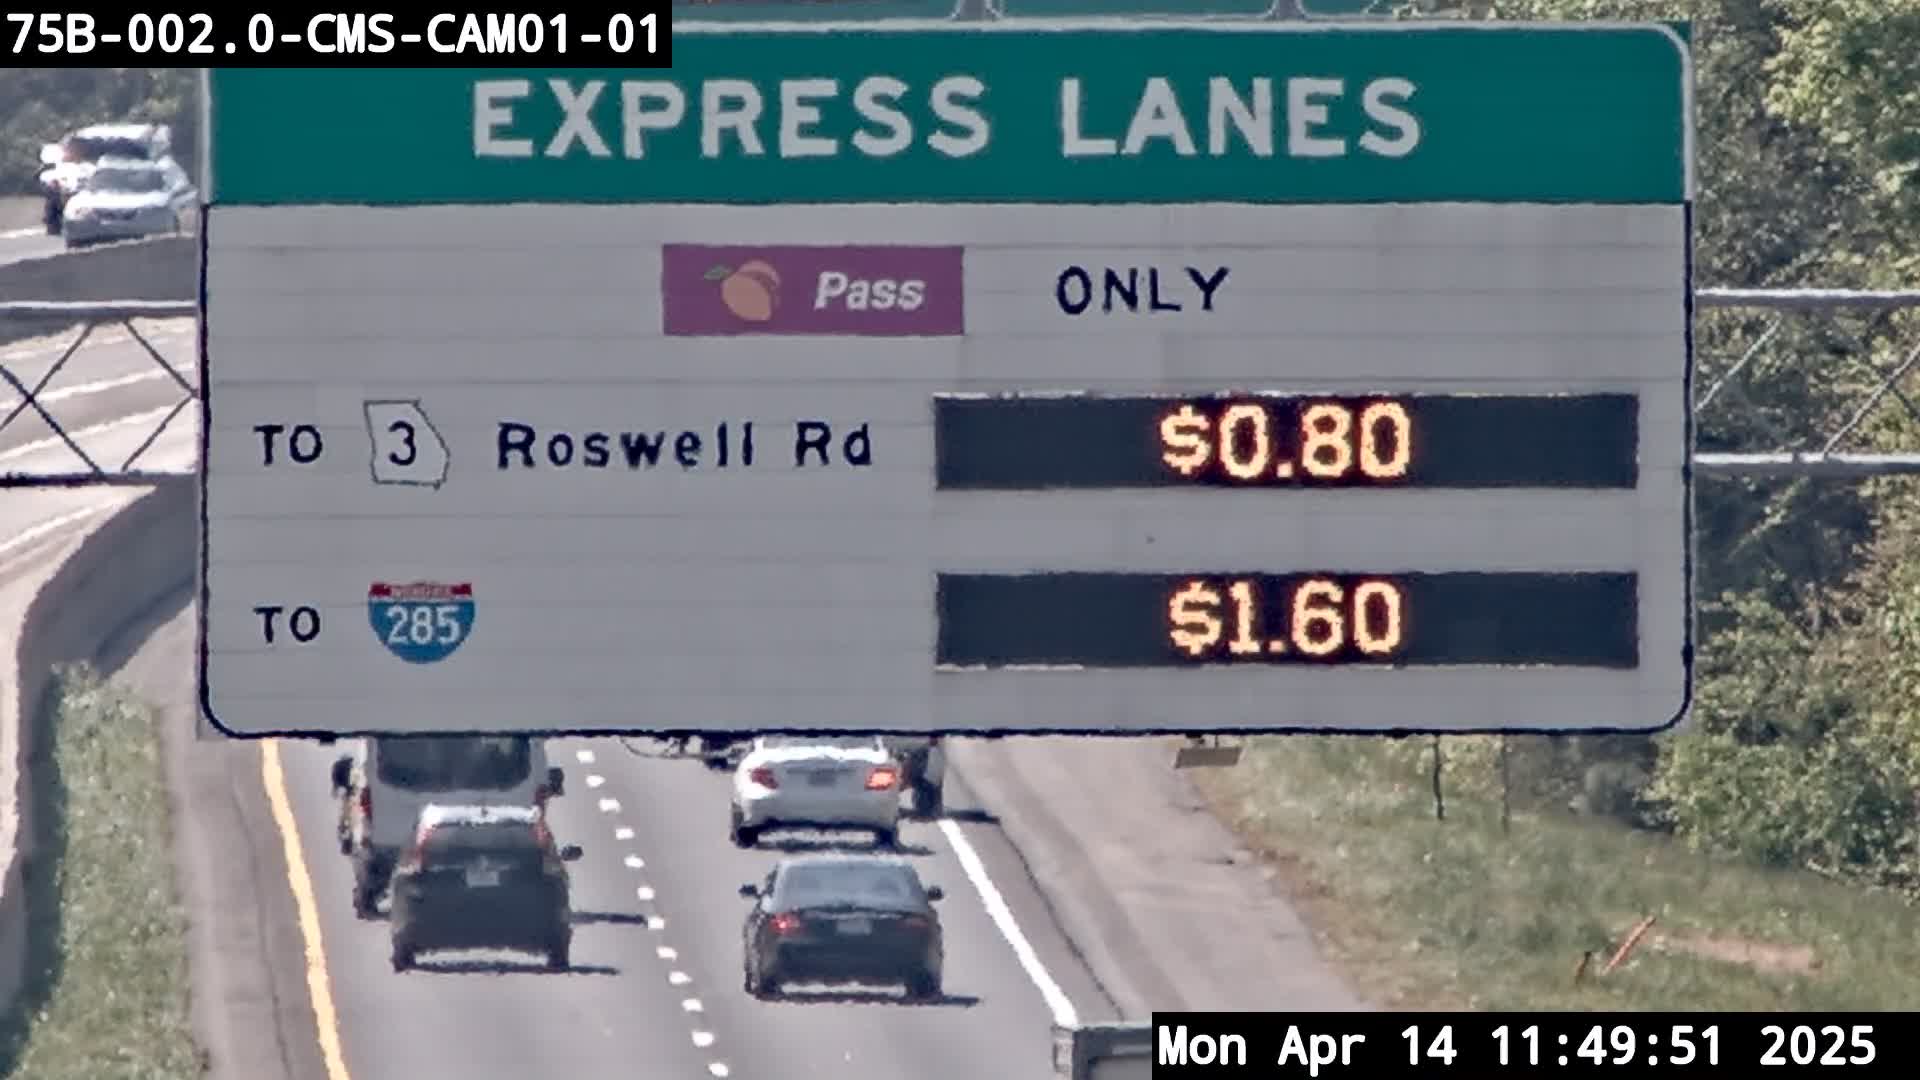 75B-002.0-CMS-CAM01-01
EXPRESS LANES
Pass ONLY
TO 3 Roswell Rd $0.80
TO 285 $1.60
Mon Apr 14 11:49:51 2025